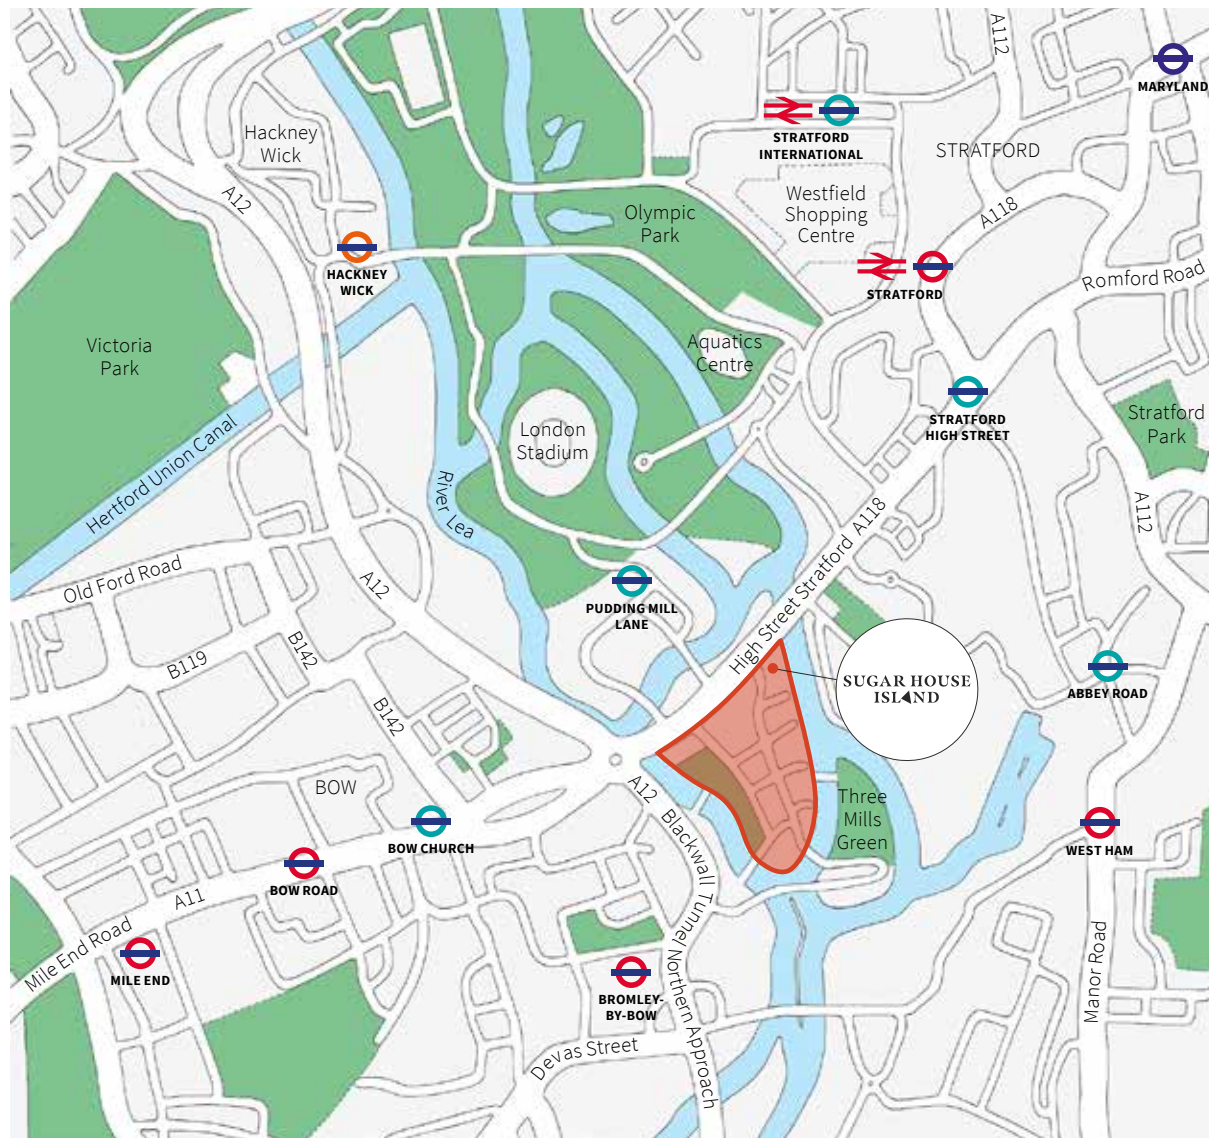 A112
MARYLAND
Hackney
Wick
STRATFORD
INTERNATIONAL
STRATFORD
A12
Westfield
Shopping
Centre
Olympic
Park
A118
HACKNEY
WICK
STRATFORD
Romford Road
Victoria
Park
Aquatics
Centre
London
Stadium
STRATFORD
HIGH STREET
Stratford
Park
Hertford Union Canal
River Lea
A118
A112
Old Ford Road
A12
High Street Stratford
PUDDING MILL
LANE
B119
B142
SUGAR HOUSE
ISLAND
ABBEY ROAD
B142
BOW
A12
Three
Mills
Green
BOW CHURCH
WEST HAM
BOW ROAD
A11
Blackwall Tunnel Northern Approach
Mile End Road
MILE END
BROMLEY-
BY-BOW
Manor Road
Devas Street